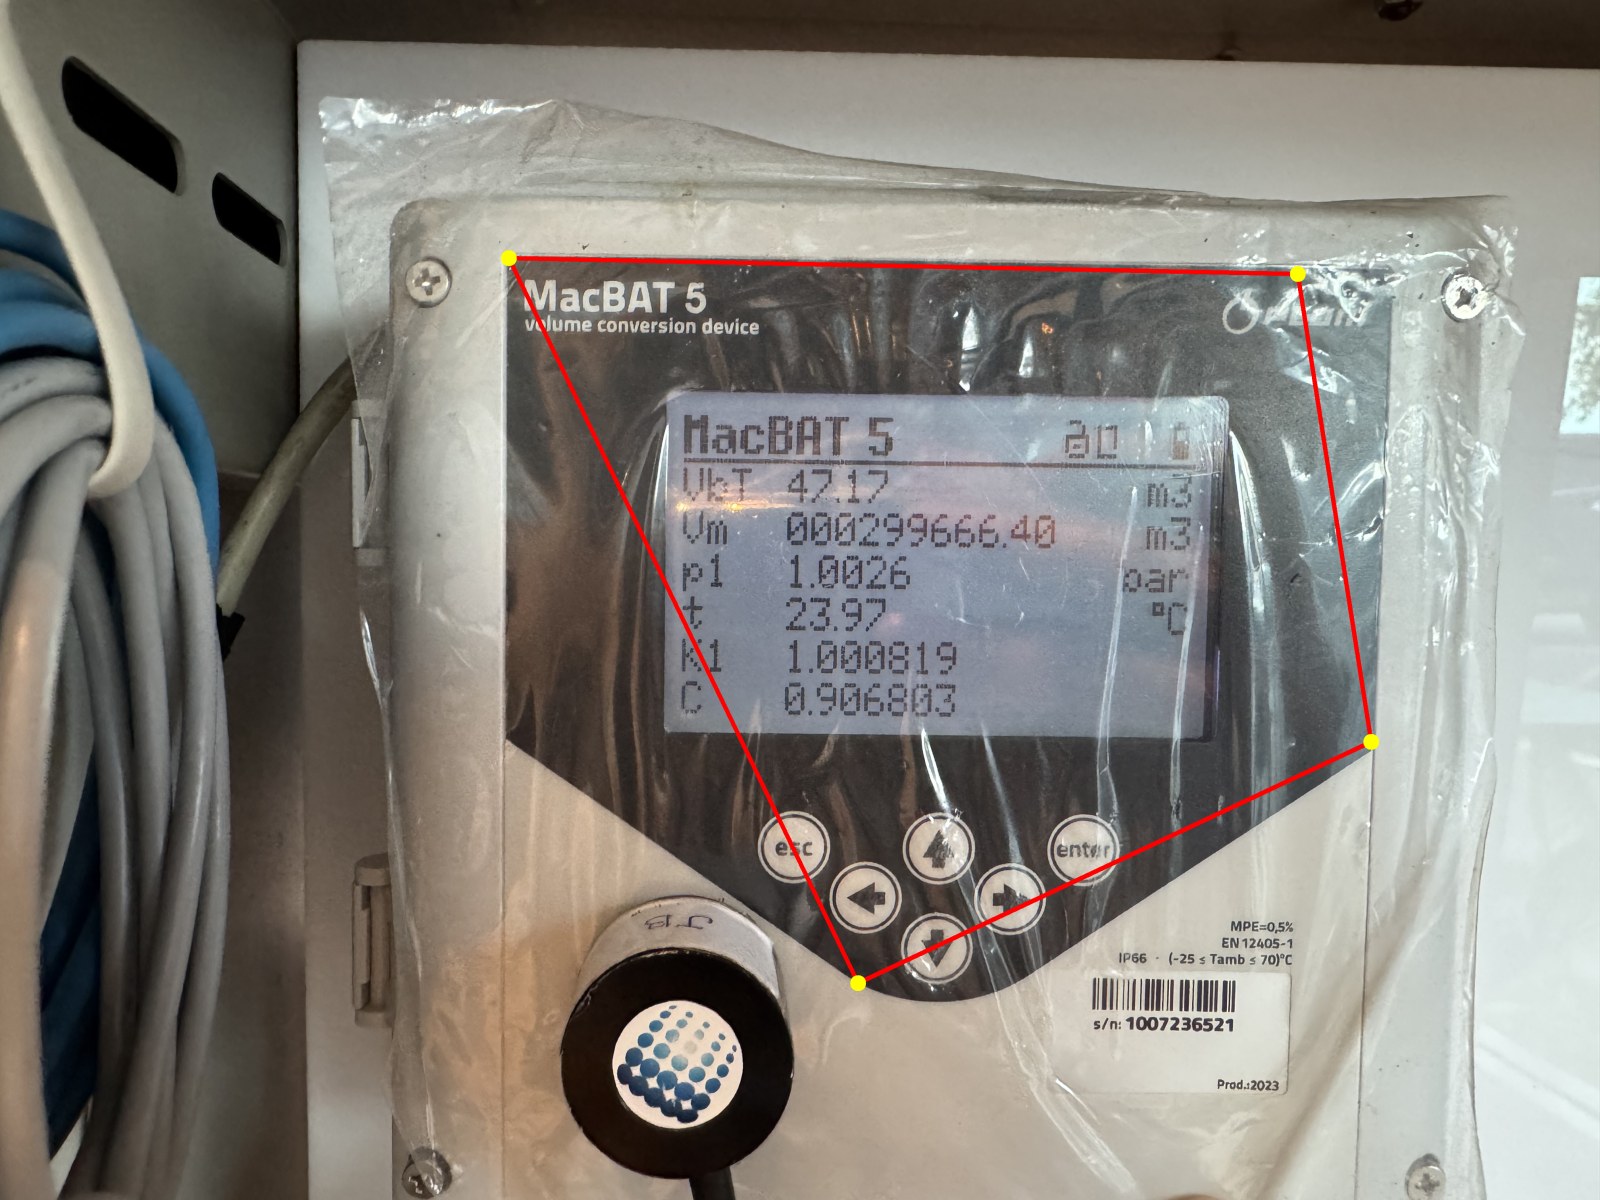 MacBAT 5
volume conversion device
MacBAT 5
VbT 47.17 m3
Vm 000299666.40 m3
p1 1.0026 bar
t 23.97 °C
K1 1.000819
C 0.906803
esc
enter
JB
MPE=0,5%
EN 12405-1
IP66 · (-25 ≤ Tamb ≤ 70)°C
s/n: 1007236521
Prod.:2023